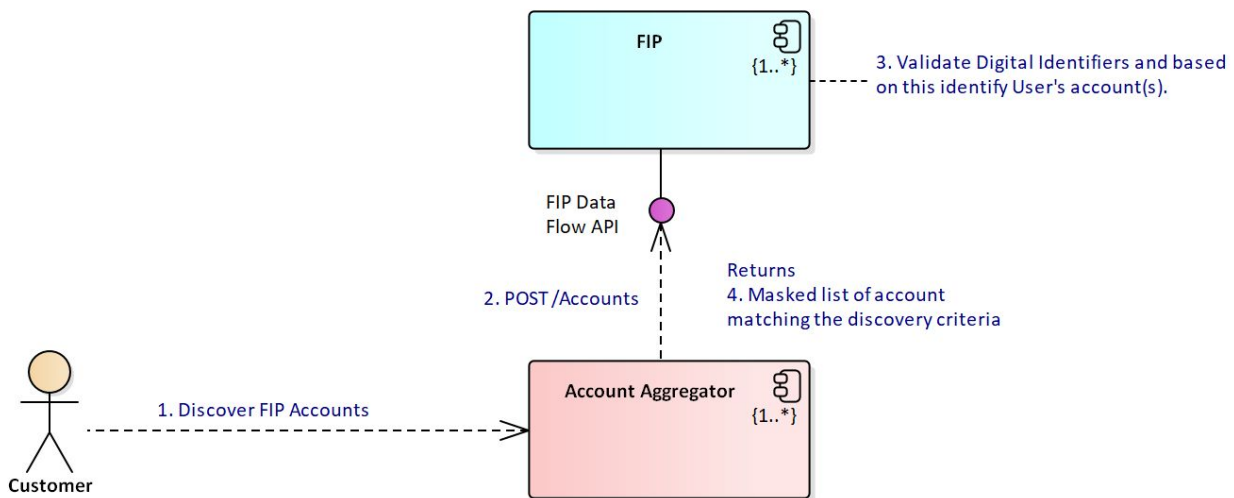 FIP
{1..*}
3. Validate Digital Identifiers and based
on this identify User's account(s).
FIP Data
Flow API
2. POST /Accounts
Returns
4. Masked list of account
matching the discovery criteria
1. Discover FIP Accounts
Account Aggregator
{1..*}
Customer